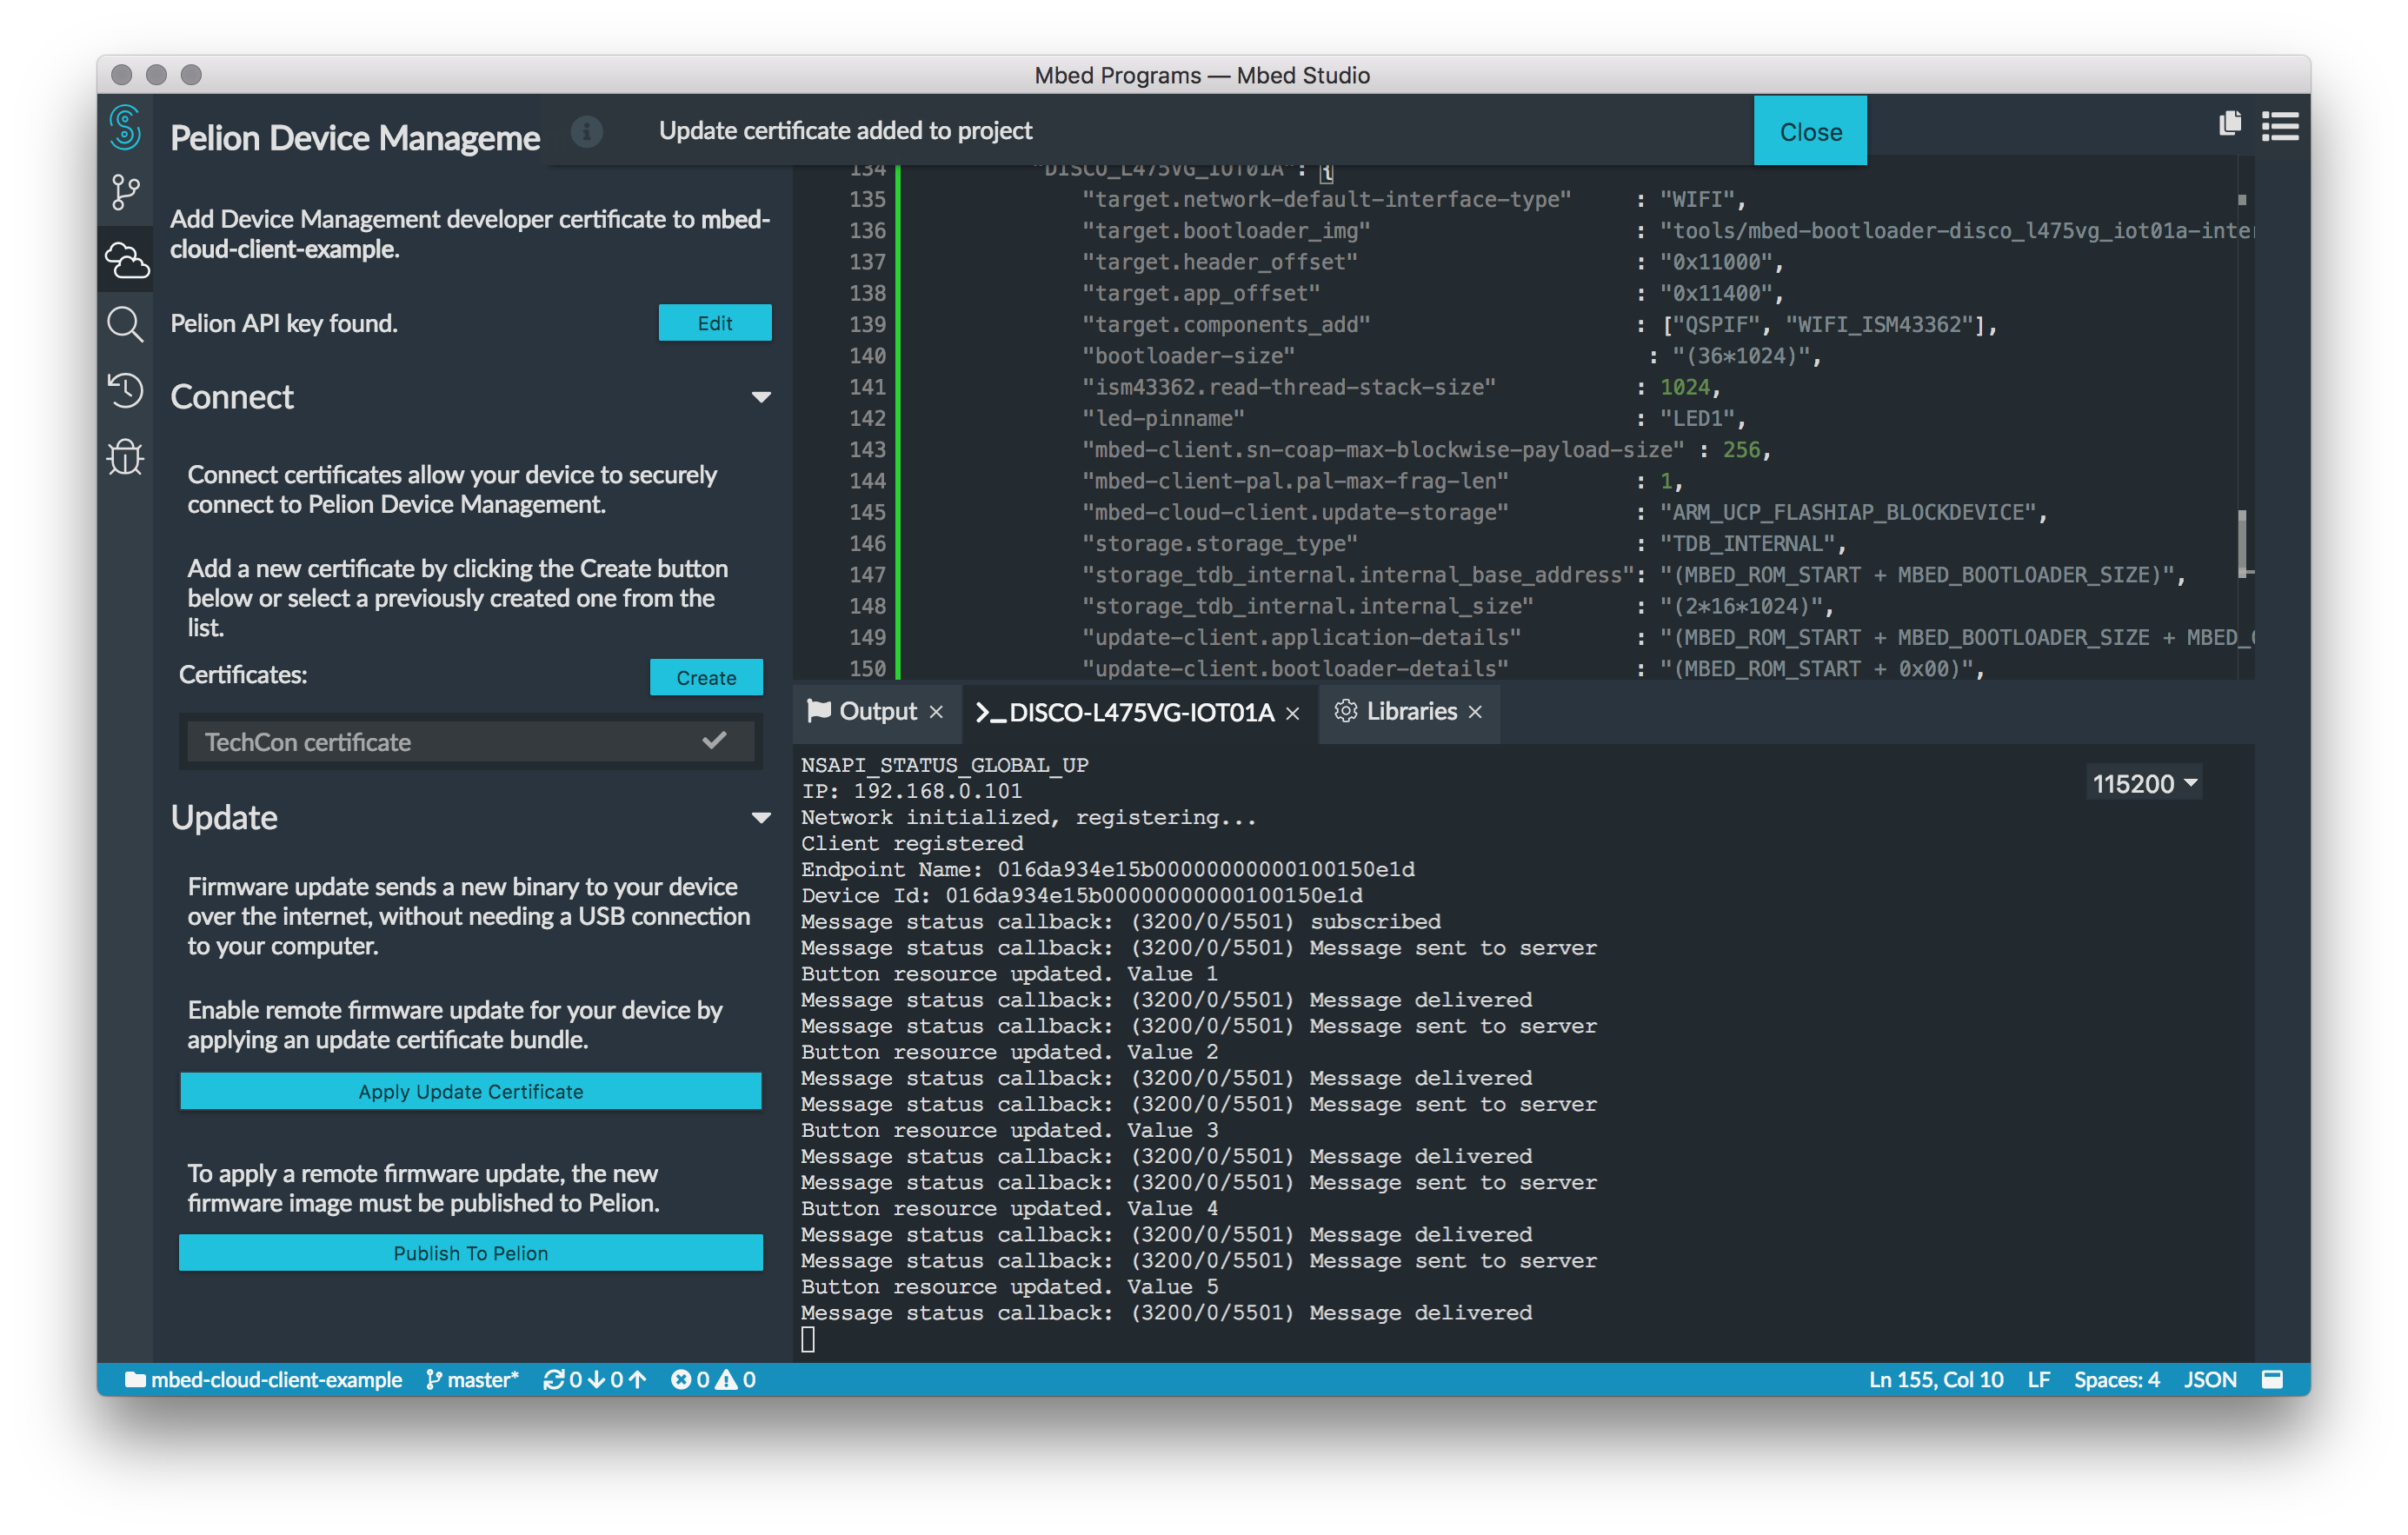 Mbed Programs — Mbed Studio
Pelion Device Manageme
Update certificate added to project
Close
Add Device Management developer certificate to mbed-
cloud-client-example.
Pelion API key found.
Edit
Connect
Connect certificates allow your device to securely
connect to Pelion Device Management.
Add a new certificate by clicking the Create button
below or select a previously created one from the
list.
Certificates:
Create
TechCon certificate
Update
Firmware update sends a new binary to your device
over the internet, without needing a USB connection
to your computer.
Enable remote firmware update for your device by
applying an update certificate bundle.
Apply Update Certificate
To apply a remote firmware update, the new
firmware image must be published to Pelion.
Publish To Pelion
134 "DISCO_L475VG_IOT01A": {
135 "target.network-default-interface-type" : "WIFI",
136 "target.bootloader_img" : "tools/mbed-bootloader-disco_l475vg_iot01a-inter
137 "target.header_offset" : "0x11000",
138 "target.app_offset" : "0x11400",
139 "target.components_add" : ["QSPIF", "WIFI_ISM43362"],
140 "bootloader-size" : "(36*1024)",
141 "ism43362.read-thread-stack-size" : 1024,
142 "led-pinname" : "LED1",
143 "mbed-client.sn-coap-max-blockwise-payload-size" : 256,
144 "mbed-client-pal.pal-max-frag-len" : 1,
145 "mbed-cloud-client.update-storage" : "ARM_UCP_FLASHIAP_BLOCKDEVICE",
146 "storage.storage_type" : "TDB_INTERNAL",
147 "storage_tdb_internal.internal_base_address": "(MBED_ROM_START + MBED_BOOTLOADER_SIZE)",
148 "storage_tdb_internal.internal_size" : "(2*16*1024)",
149 "update-client.application-details" : "(MBED_ROM_START + MBED_BOOTLOADER_SIZE + MBED_
150 "update-client.bootloader-details" : "(MBED_ROM_START + 0x00)",
Output × >_DISCO-L475VG-IOT01A × Libraries ×
115200
NSAPI_STATUS_GLOBAL_UP
IP: 192.168.0.101
Network initialized, registering...
Client registered
Endpoint Name: 016da934e15b00000000000100150e1d
Device Id: 016da934e15b00000000000100150e1d
Message status callback: (3200/0/5501) subscribed
Message status callback: (3200/0/5501) Message sent to server
Button resource updated. Value 1
Message status callback: (3200/0/5501) Message delivered
Message status callback: (3200/0/5501) Message sent to server
Button resource updated. Value 2
Message status callback: (3200/0/5501) Message delivered
Message status callback: (3200/0/5501) Message sent to server
Button resource updated. Value 3
Message status callback: (3200/0/5501) Message delivered
Message status callback: (3200/0/5501) Message sent to server
Button resource updated. Value 4
Message status callback: (3200/0/5501) Message delivered
Message status callback: (3200/0/5501) Message sent to server
Button resource updated. Value 5
Message status callback: (3200/0/5501) Message delivered
mbed-cloud-client-example master* 0↓ 0↑ 0 0
Ln 155, Col 10 LF Spaces: 4 JSON